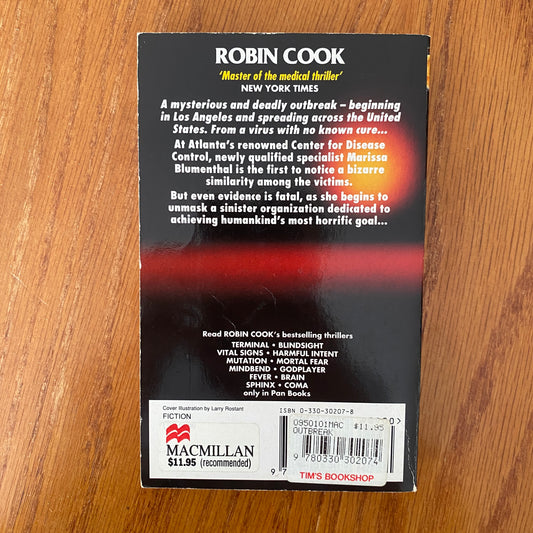 ROBIN COOK
‘Master of the medical thriller’
NEW YORK TIMES
A mysterious and deadly outbreak – beginning
in Los Angeles and spreading across the United
States. From a virus with no known cure...
At Atlanta’s renowned Center for Disease
Control, newly qualified specialist Marissa
Blumenthal is the first to notice a bizarre
similarity among the victims.
But even evidence is fatal, as she begins to
unmask a sinister organization dedicated to
achieving humankind’s most horrific goal...
Read ROBIN COOK’s bestselling thrillers
TERMINAL • BLINDSIGHT
VITAL SIGNS • HARMFUL INTENT
MUTATION • MORTAL FEAR
MINDBEND • GODPLAYER
FEVER • BRAIN
SPHINX • COMA
only in Pan Books
Cover Illustration by Larry Rostant
FICTION
MACMILLAN
$11.95 (recommended)
ISBN 0-330-30207-8
0950101MAC $11.95
OUTBREAK
9 780330 302074
TIM'S BOOKSHOP